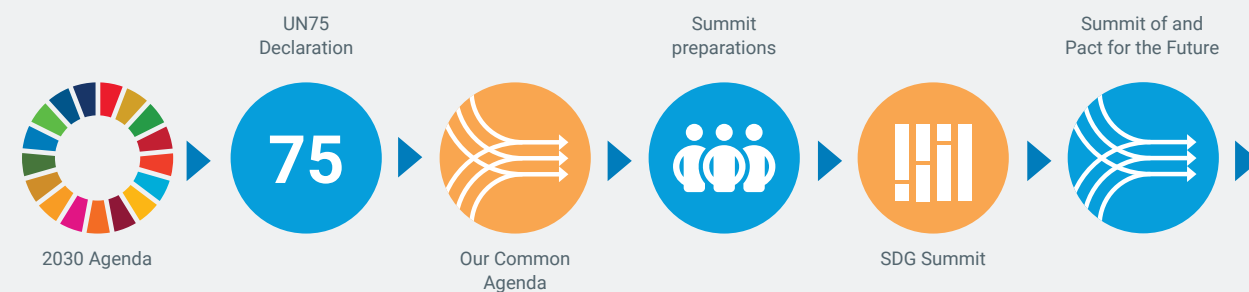 2030 Agenda
UN75
Declaration
75
Our Common
Agenda
Summit
preparations
SDG Summit
Summit of and
Pact for the Future